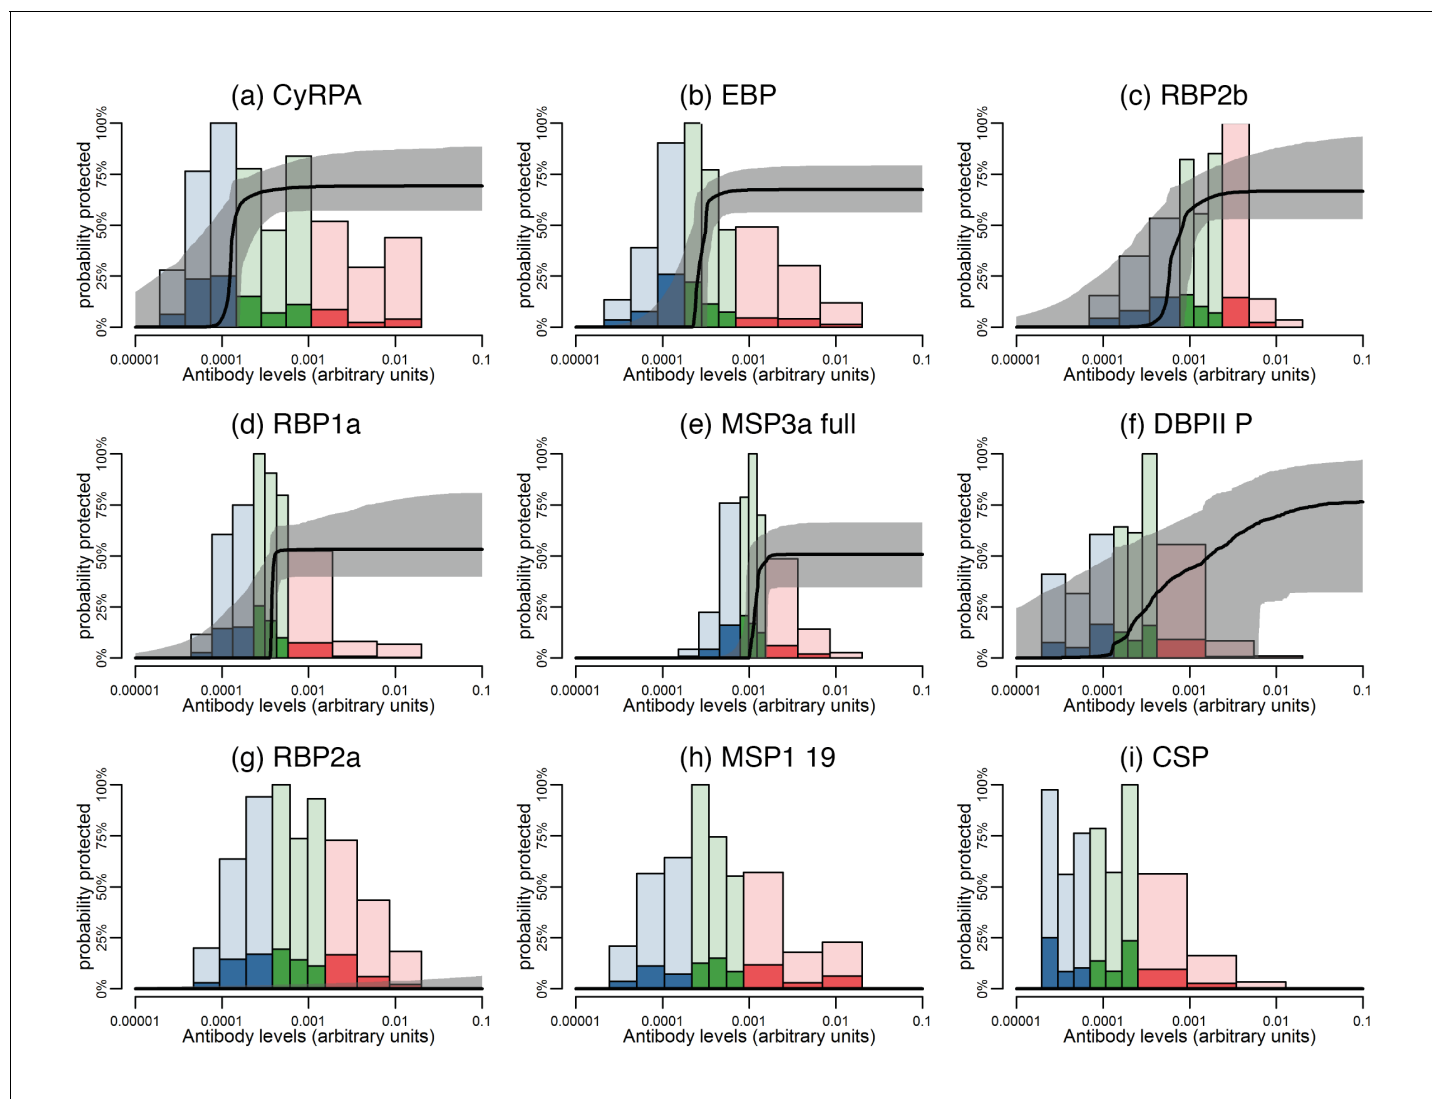 (a) CyRPA
probability protected
0% 25% 50% 75% 100%
0.00001 0.0001 0.001 0.01 0.1
Antibody levels (arbitrary units)
(b) EBP
probability protected
0% 25% 50% 75% 100%
0.00001 0.0001 0.001 0.01 0.1
Antibody levels (arbitrary units)
(c) RBP2b
probability protected
0% 25% 50% 75% 100%
0.00001 0.0001 0.001 0.01 0.1
Antibody levels (arbitrary units)
(d) RBP1a
probability protected
0% 25% 50% 75% 100%
0.00001 0.0001 0.001 0.01 0.1
Antibody levels (arbitrary units)
(e) MSP3a full
probability protected
0% 25% 50% 75% 100%
0.00001 0.0001 0.001 0.01 0.1
Antibody levels (arbitrary units)
(f) DBPII P
probability protected
0% 25% 50% 75% 100%
0.00001 0.0001 0.001 0.01 0.1
Antibody levels (arbitrary units)
(g) RBP2a
probability protected
0% 25% 50% 75% 100%
0.00001 0.0001 0.001 0.01 0.1
Antibody levels (arbitrary units)
(h) MSP1 19
probability protected
0% 25% 50% 75% 100%
0.00001 0.0001 0.001 0.01 0.1
Antibody levels (arbitrary units)
(i) CSP
probability protected
0% 25% 50% 75% 100%
0.00001 0.0001 0.001 0.01 0.1
Antibody levels (arbitrary units)